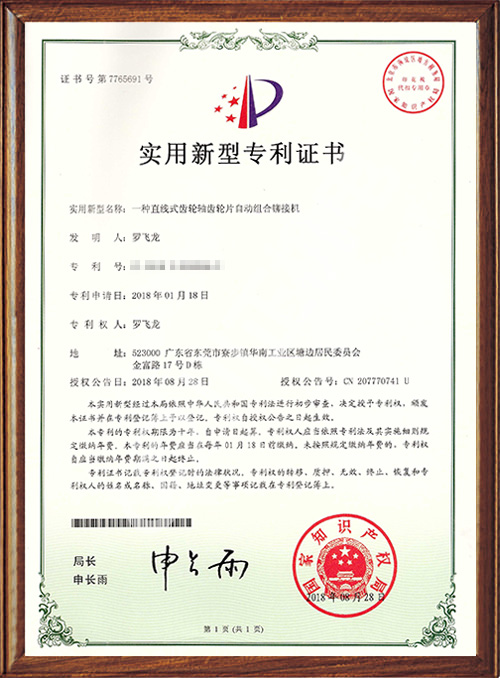 证书号第7765691号
实用新型专利证书
实用新型名称：一种直线式齿轮轴齿轮片自动组合铆接机
发 明 人：罗飞龙
专 利 号：
专利申请日：2018年01月18日
专 利 权 人：罗飞龙
地 址：523000 广东省东莞市寮步镇华南工业区塘边居民委员会
金富路17号D栋
授权公告日：2018年08月28日 授权公告号：CN 207770741 U
本实用新型经过本局依照中华人民共和国专利法进行初步审查，决定授予专利权，颁发
本证书并在专利登记簿上予以登记。专利权自授权公告之日起生效。
本专利的专利权期限为十年，自申请日起算。专利权人应当依照专利法及其实施细则规
定缴纳年费。本专利的年费应当在每年01月18日前缴纳。未按照规定缴纳年费的，专利权
自应当缴纳年费期满之日起终止。
专利证书记载专利权登记时的法律状况。专利权的转移、质押、无效、终止、恢复和专
利权人的姓名或名称、国籍、地址变更等事项记载在专利登记簿上。
局长
申长雨
申长雨
国家知识产权局
2018年08月28日
第1页(共1页)